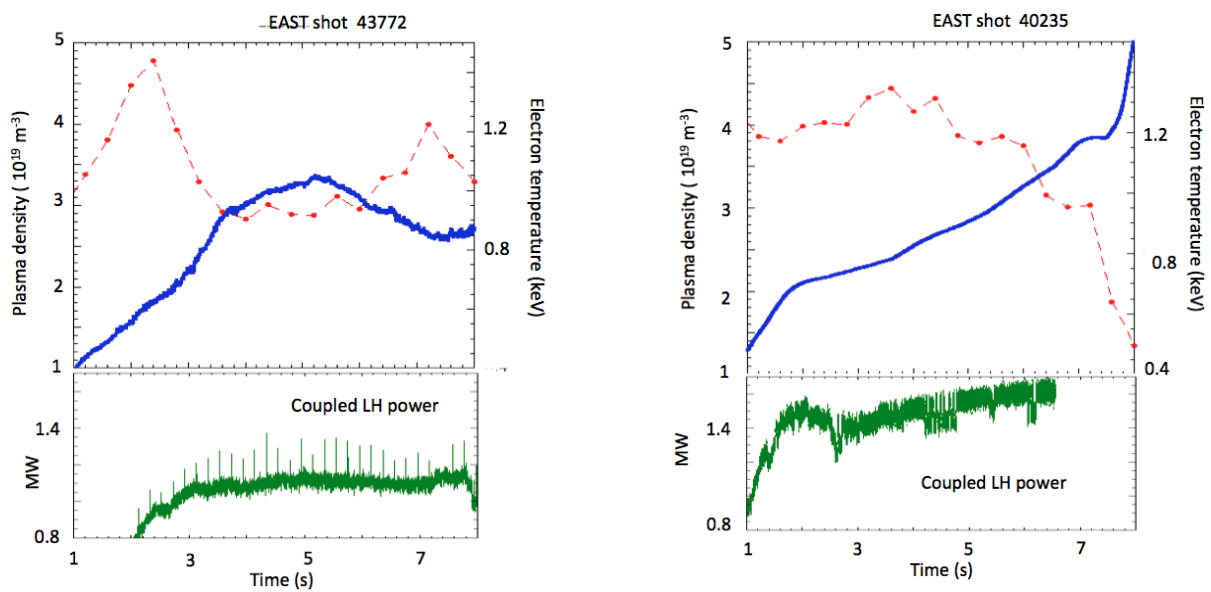 EAST shot 43772
5
4
3
2
1
Plasma density ( 10¹⁹ m⁻³)
1.2
0.8
Electron temperature (keV)
Coupled LH power
1.4
0.8
MW
1 3 5 7
Time (s)
EAST shot 40235
5
4
3
2
1
Plasma density ( 10¹⁹ m⁻³)
1.2
0.8
0.4
Electron temperature (keV)
1.4
0.8
MW
Coupled LH power
1 3 5 7
Time (s)